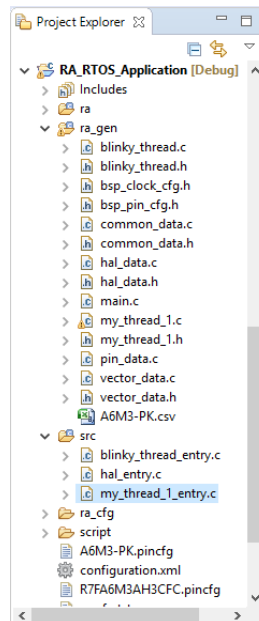 Project Explorer
RA_RTOS_Application [Debug]
Includes
ra
ra_gen
blinky_thread.c
blinky_thread.h
bsp_clock_cfg.h
bsp_pin_cfg.h
common_data.c
common_data.h
hal_data.c
hal_data.h
main.c
my_thread_1.c
my_thread_1.h
pin_data.c
vector_data.c
vector_data.h
A6M3-PK.csv
src
blinky_thread_entry.c
hal_entry.c
my_thread_1_entry.c
ra_cfg
script
A6M3-PK.pincfg
configuration.xml
R7FA6M3AH3CFC.pincfg